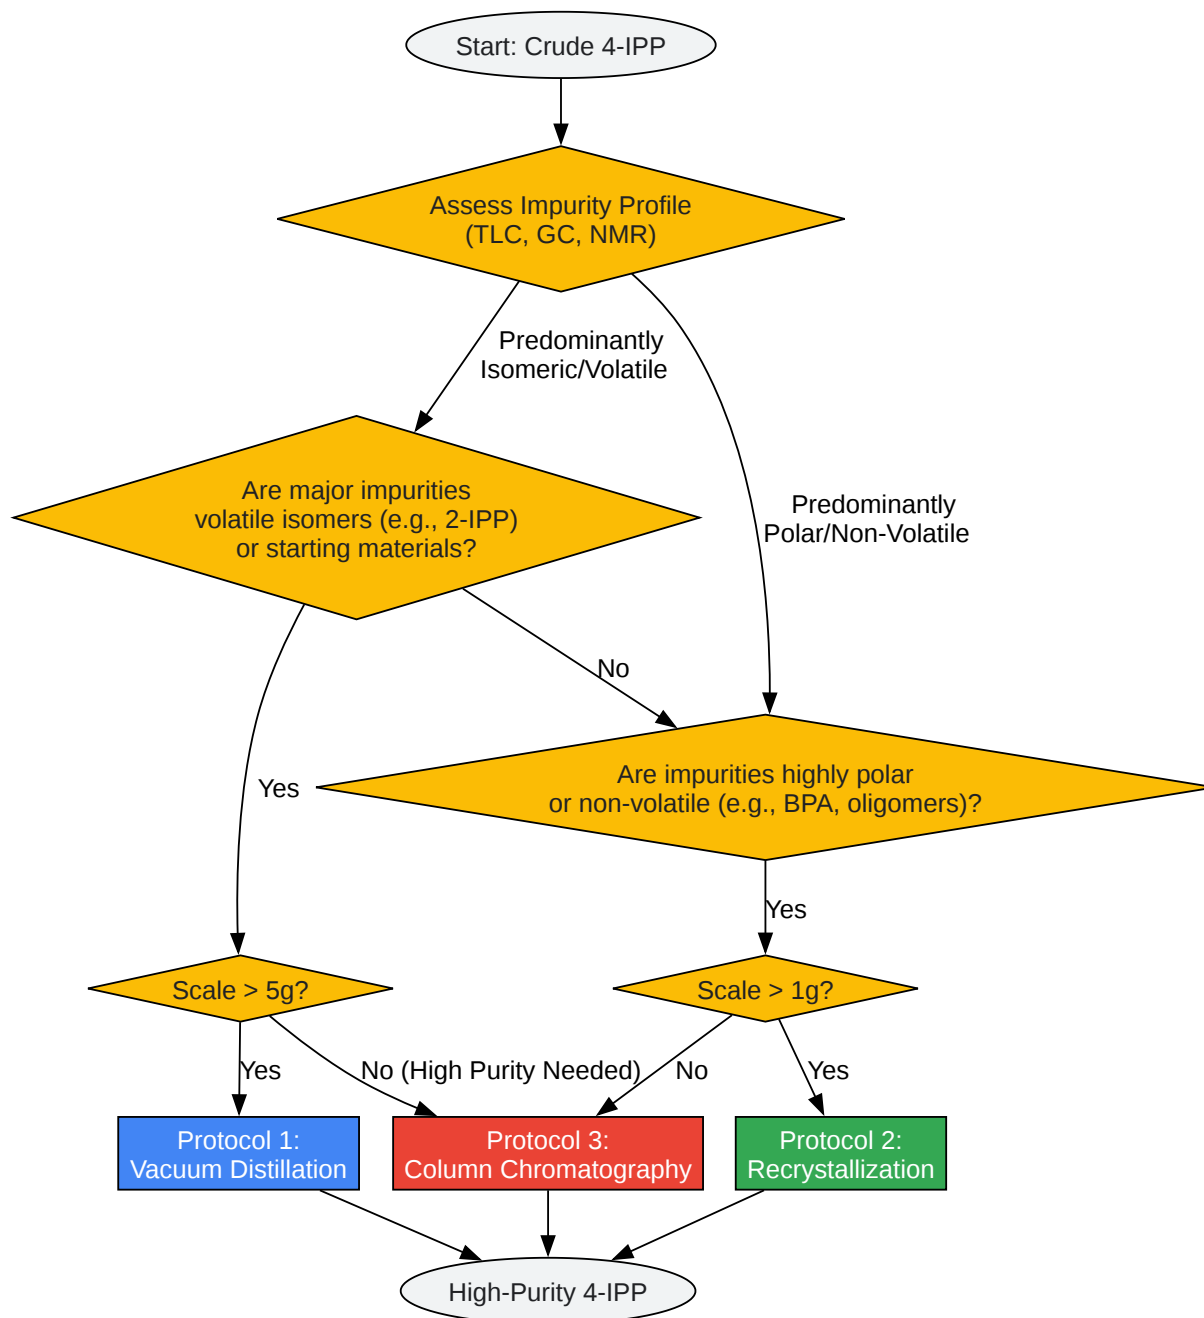 Start: Crude 4-IPP
Assess Impurity Profile
(TLC, GC, NMR)
Predominantly
Isomeric/Volatile
Predominantly
Polar/Non-Volatile
Are major impurities
volatile isomers (e.g., 2-IPP)
or starting materials?
No
Yes
Are impurities highly polar
or non-volatile (e.g., BPA, oligomers)?
Yes
Scale > 5g?
Scale > 1g?
Yes
No (High Purity Needed)
No
Yes
Protocol 1:
Vacuum Distillation
Protocol 3:
Column Chromatography
Protocol 2:
Recrystallization
High-Purity 4-IPP